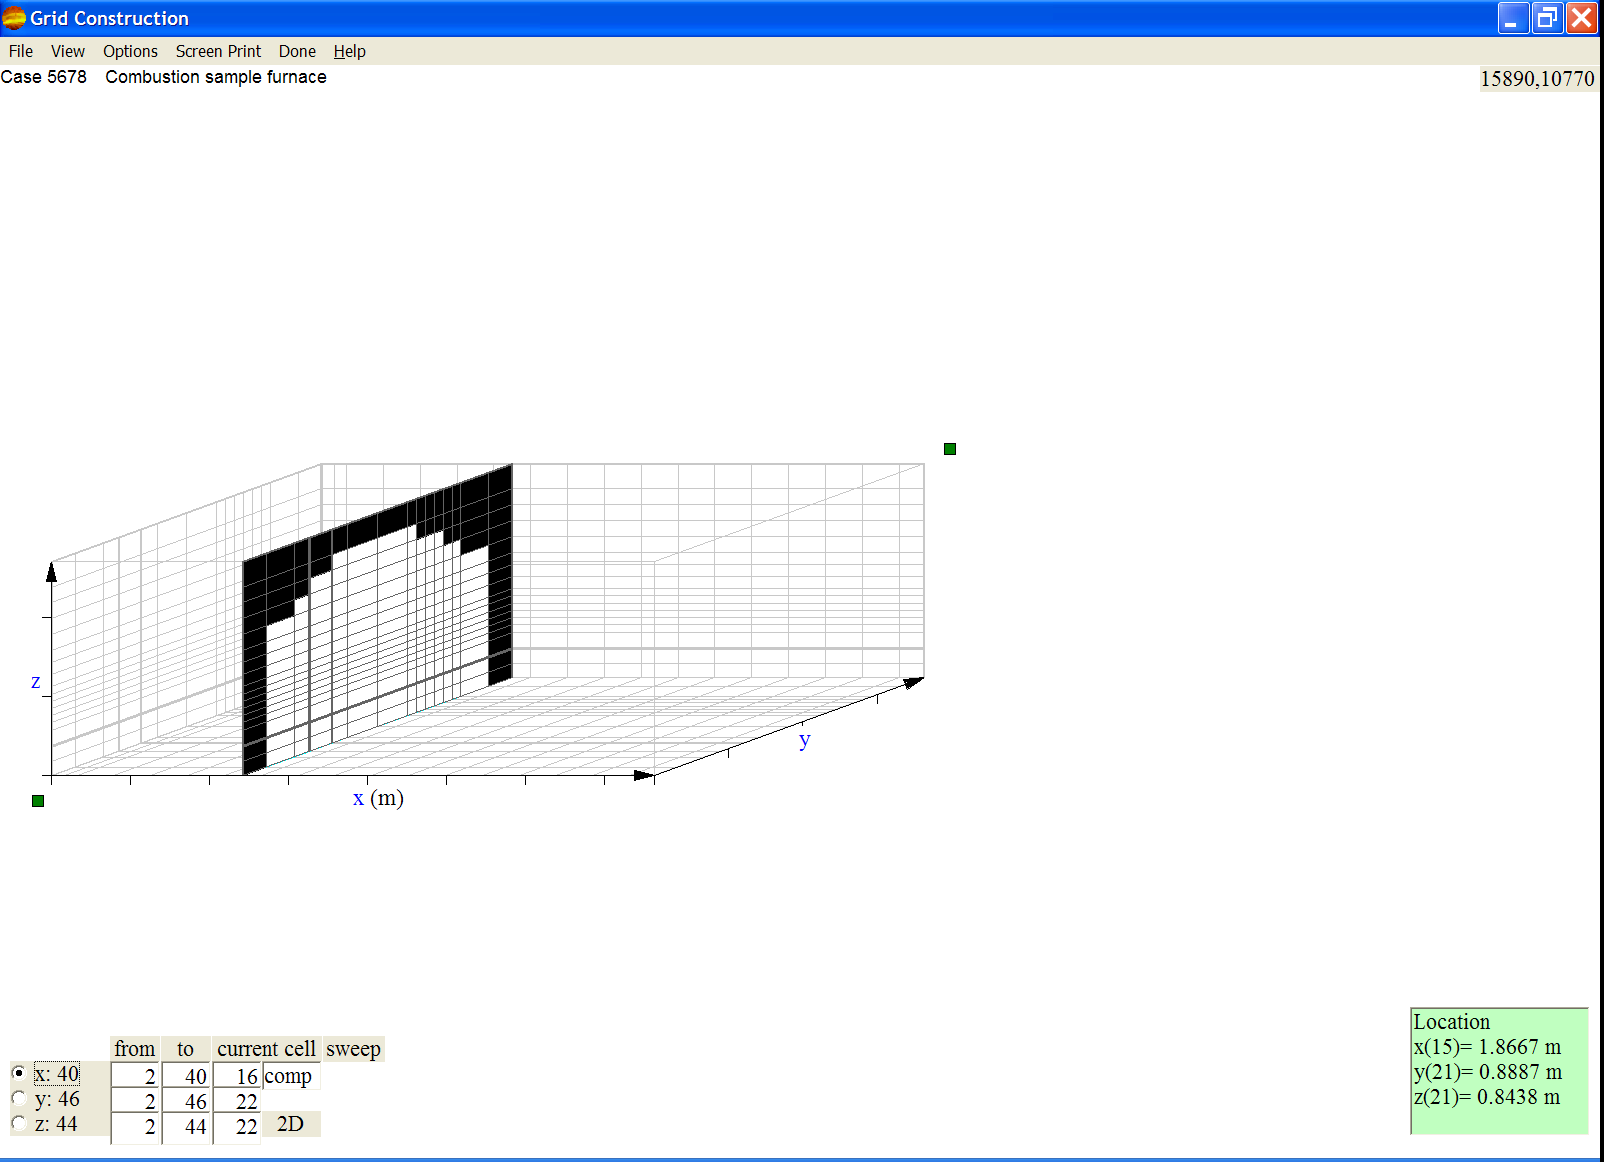 Grid Construction
File View Options Screen Print Done Help
Case 5678 Combustion sample furnace
15890,10770
z
y
x (m)
from to current cell sweep
x: 40 2 40 16 comp
y: 46 2 46 22
z: 44 2 44 22 2D
Location
x(15)= 1.8667 m
y(21)= 0.8887 m
z(21)= 0.8438 m